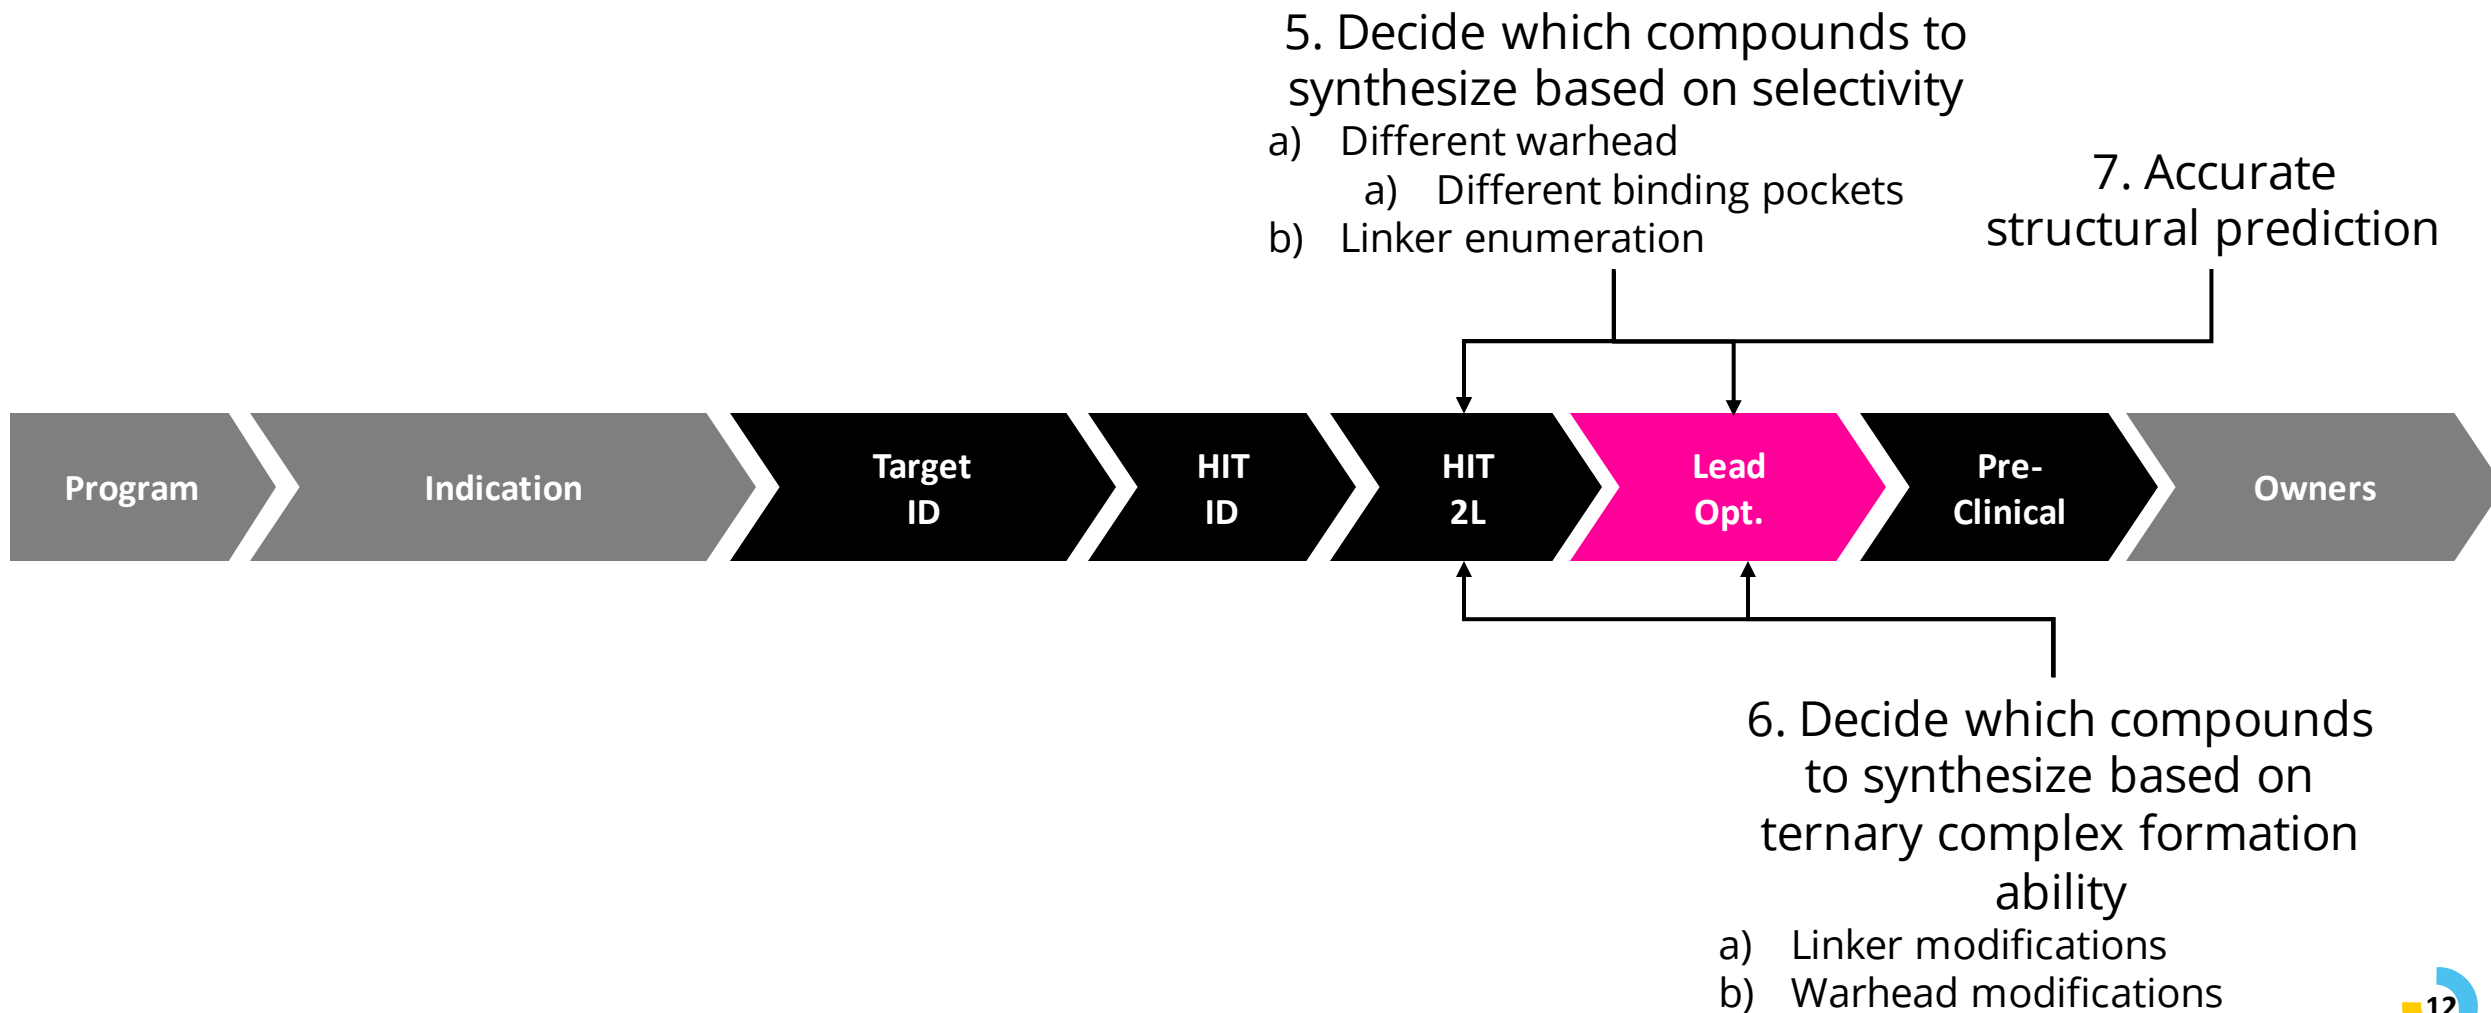 5. Decide which compounds to
synthesize based on selectivity
a) Different warhead
a) Different binding pockets
b) Linker enumeration
7. Accurate
structural prediction
Program
Indication
Target
ID
HIT
ID
HIT
2L
Lead
Opt.
Pre-
Clinical
Owners
6. Decide which compounds
to synthesize based on
ternary complex formation
ability
a) Linker modifications
b) Warhead modifications
12